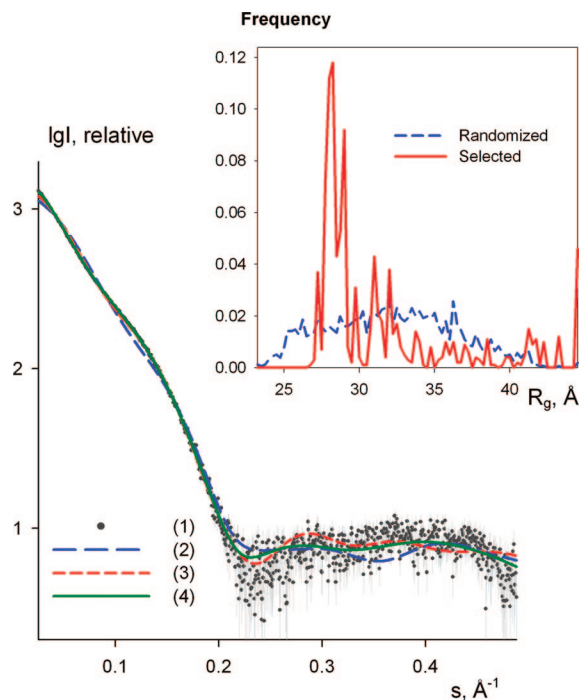 Frequency
0.12
0.10
0.08
0.06
0.04
0.02
0.00
Randomized
Selected
25 30 35 40
Rg, Å
lgI, relative
3
2
1
(1)
(2)
(3)
(4)
0.1 0.2 0.3 0.4
s, Å-1